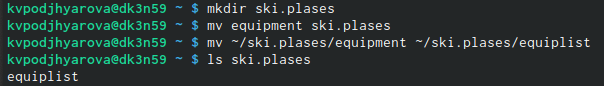 kvpodjhyarova@dk3n59 ~ $ mkdir ski.plases
kvpodjhyarova@dk3n59 ~ $ mv equipment ski.plases
kvpodjhyarova@dk3n59 ~ $ mv ~/ski.plases/equipment ~/ski.plases/equiplist
kvpodjhyarova@dk3n59 ~ $ ls ski.plases
equiplist